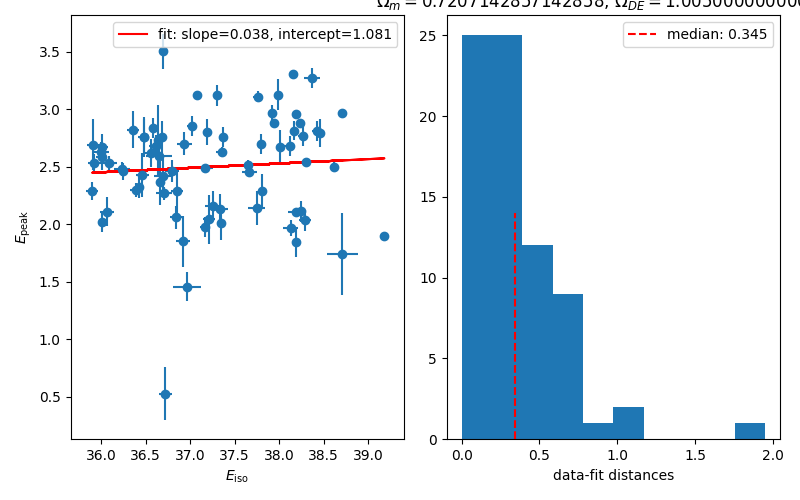 Ω_m = 0.7207142857142858, Ω_DE = 1.005000000000
fit: slope=0.038, intercept=1.081
median: 0.345
3.5
3.0
2.5
2.0
1.5
1.0
0.5
E_peak
36.0 36.5 37.0 37.5 38.0 38.5 39.0
E_iso
25
20
15
10
5
0
0.0 0.5 1.0 1.5 2.0
data-fit distances